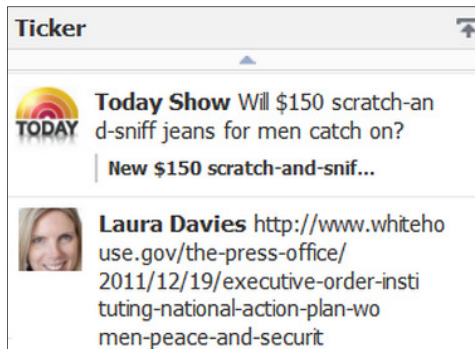 Ticker
TODAY
Today Show Will $150 scratch-an
d-sniff jeans for men catch on?
New $150 scratch-and-snif...
Laura Davies http://www.whiteho
use.gov/the-press-office/
2011/12/19/executive-order-insti
tuting-national-action-plan-wo
men-peace-and-securit